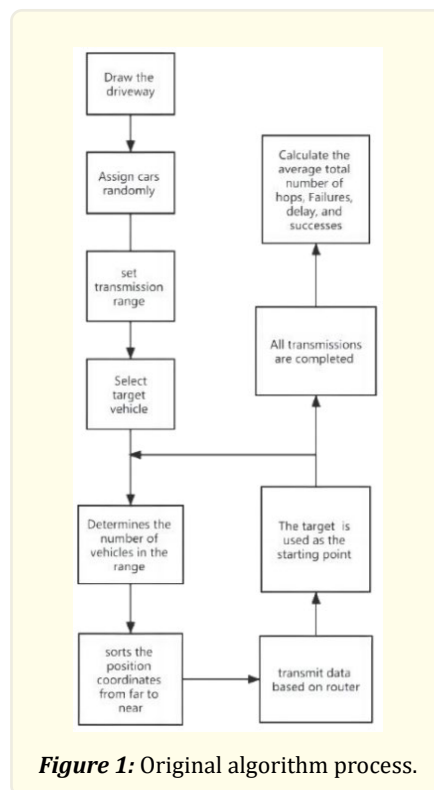 Draw the
driveway
Assign cars
randomly
set
transmission
range
Select
target
vehicle
Determines the
number of
vehicles in the
range
sorts the
position
coordinates
from far to
near
transmit data
based on router
The target is
used as the
starting point
All transmissions
are completed
Calculate the
average total
number of
hops, Failures,
delay, and
successes
Figure 1: Original algorithm process.